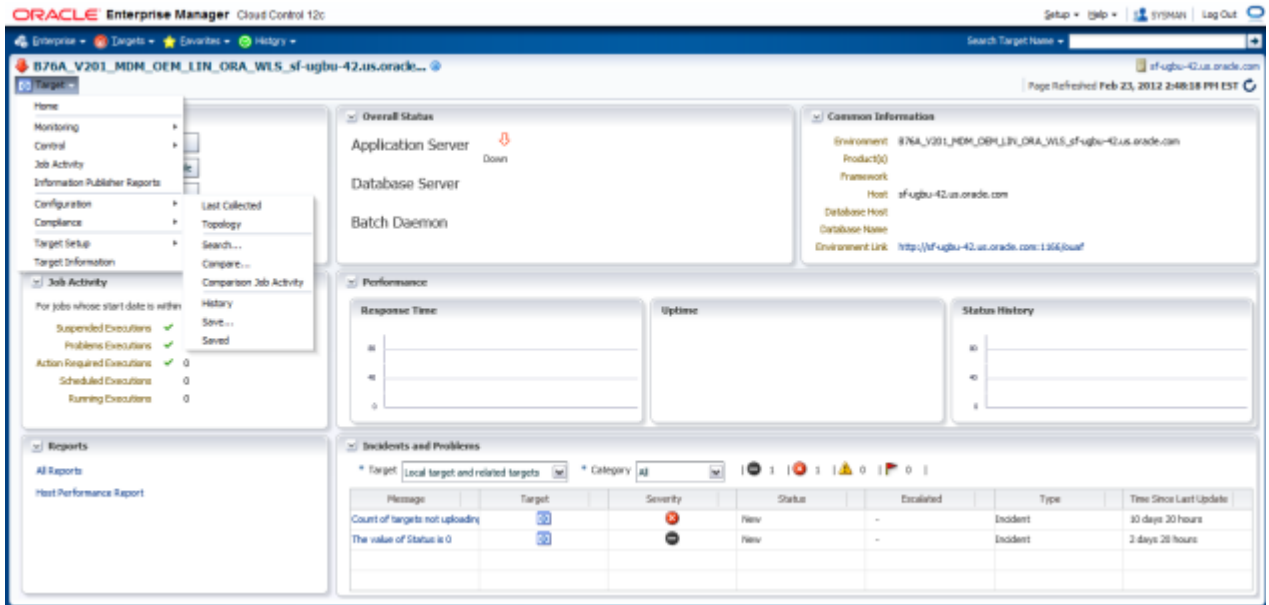 ORACLE Enterprise Manager Cloud Control 12c
Setup Help SYSMAN Log Out
Enterprise Targets Favorites History
Search Target Name
B76A_V201_MDM_OEM_LIN_ORA_WLS_sf-ugbu-42.us.oracle...
sf-ugbu-42.us.oracle.com
Target
Page Refreshed Feb 23, 2012 2:48:18 PM EST
Home
Monitoring
Control
Job Activity
Information Publisher Reports
Configuration
Compliance
Target Setup
Target Information
Last Collected
Topology
Search...
Compare...
Comparison Job Activity
History
Save...
Saved
Overall Status
Application Server
Down
Database Server
Batch Daemon
Common Information
Environment B76A_V201_MDM_OEM_LIN_ORA_WLS_sf-ugbu-42.us.oracle.com
Product(s)
Framework
Host sf-ugbu-42.us.oracle.com
Database Host
Database Name
Environment Link http://sf-ugbu-42.us.oracle.com:1166/ouaf
Job Activity
For jobs whose start date is within
Suspended Executions
Problems Executions
Action Required Executions 0
Scheduled Executions 0
Running Executions 0
Performance
Response Time
80
40
0
Uptime
Status History
80
40
0
Reports
All Reports
Host Performance Report
Incidents and Problems
* Target Local target and related targets * Category All | 1 | 1 | 0 | 0 |
Message Target Severity Status Escalated Type Time Since Last Update
Count of targets not uploading New - Incident 10 days 20 hours
The value of Status is 0 New - Incident 2 days 20 hours